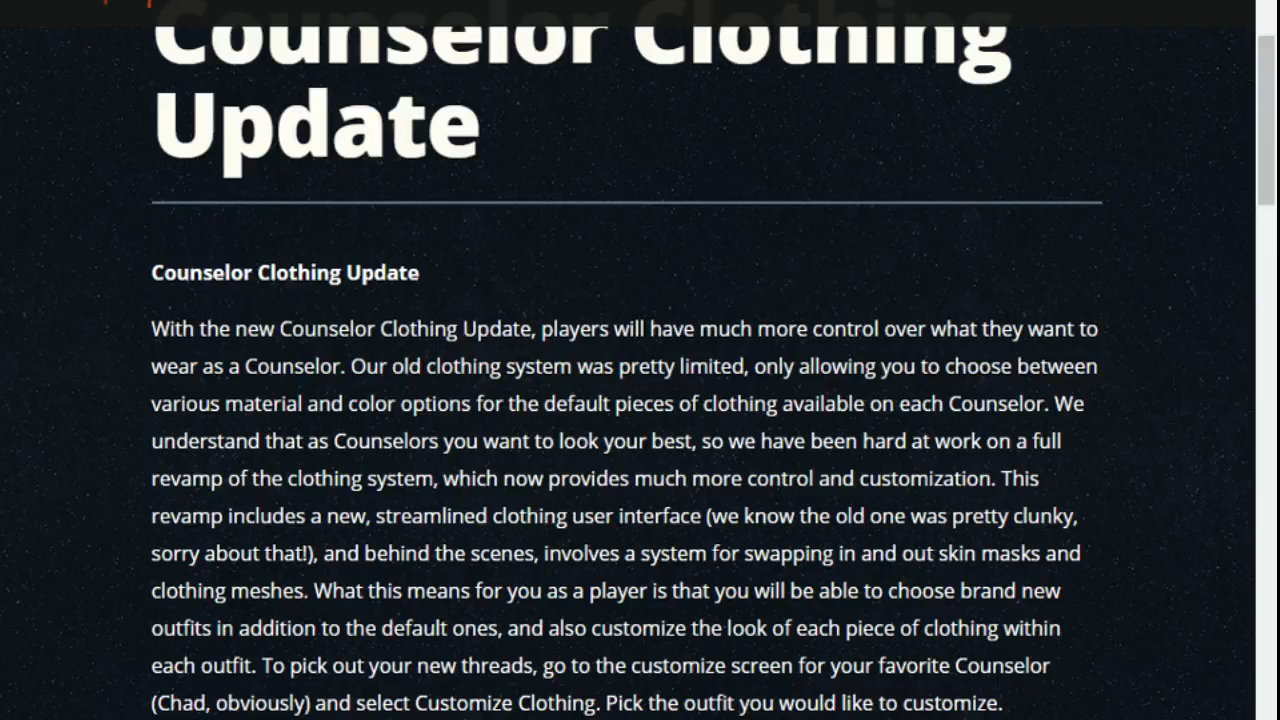 Counselor Clothing
Update
Counselor Clothing Update
With the new Counselor Clothing Update, players will have much more control over what they want to
wear as a Counselor. Our old clothing system was pretty limited, only allowing you to choose between
various material and color options for the default pieces of clothing available on each Counselor. We
understand that as Counselors you want to look your best, so we have been hard at work on a full
revamp of the clothing system, which now provides much more control and customization. This
revamp includes a new, streamlined clothing user interface (we know the old one was pretty clunky,
sorry about that!), and behind the scenes, involves a system for swapping in and out skin masks and
clothing meshes. What this means for you as a player is that you will be able to choose brand new
outfits in addition to the default ones, and also customize the look of each piece of clothing within
each outfit. To pick out your new threads, go to the customize screen for your favorite Counselor
(Chad, obviously) and select Customize Clothing. Pick the outfit you would like to customize.